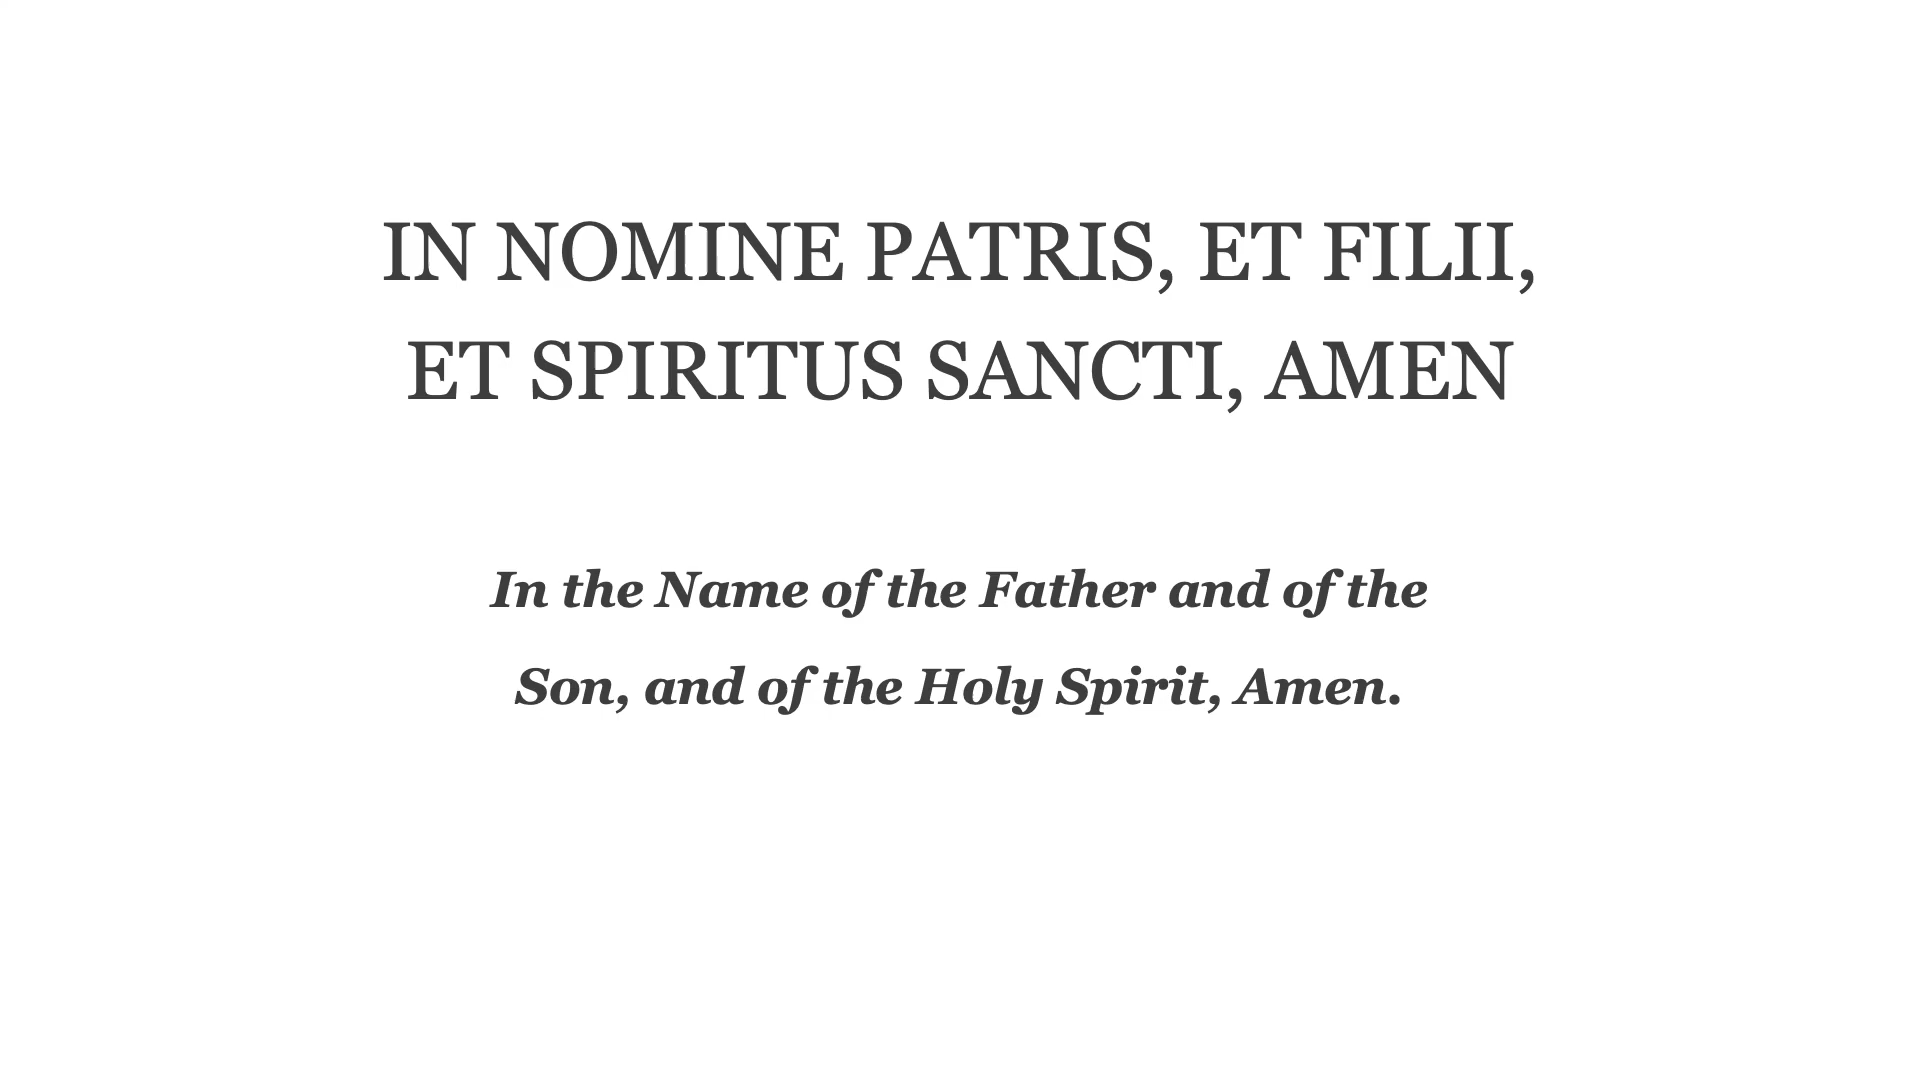 IN NOMINE PATRIS, ET FILII,
ET SPIRITUS SANCTI, AMEN
In the Name of the Father and of the
Son, and of the Holy Spirit, Amen.